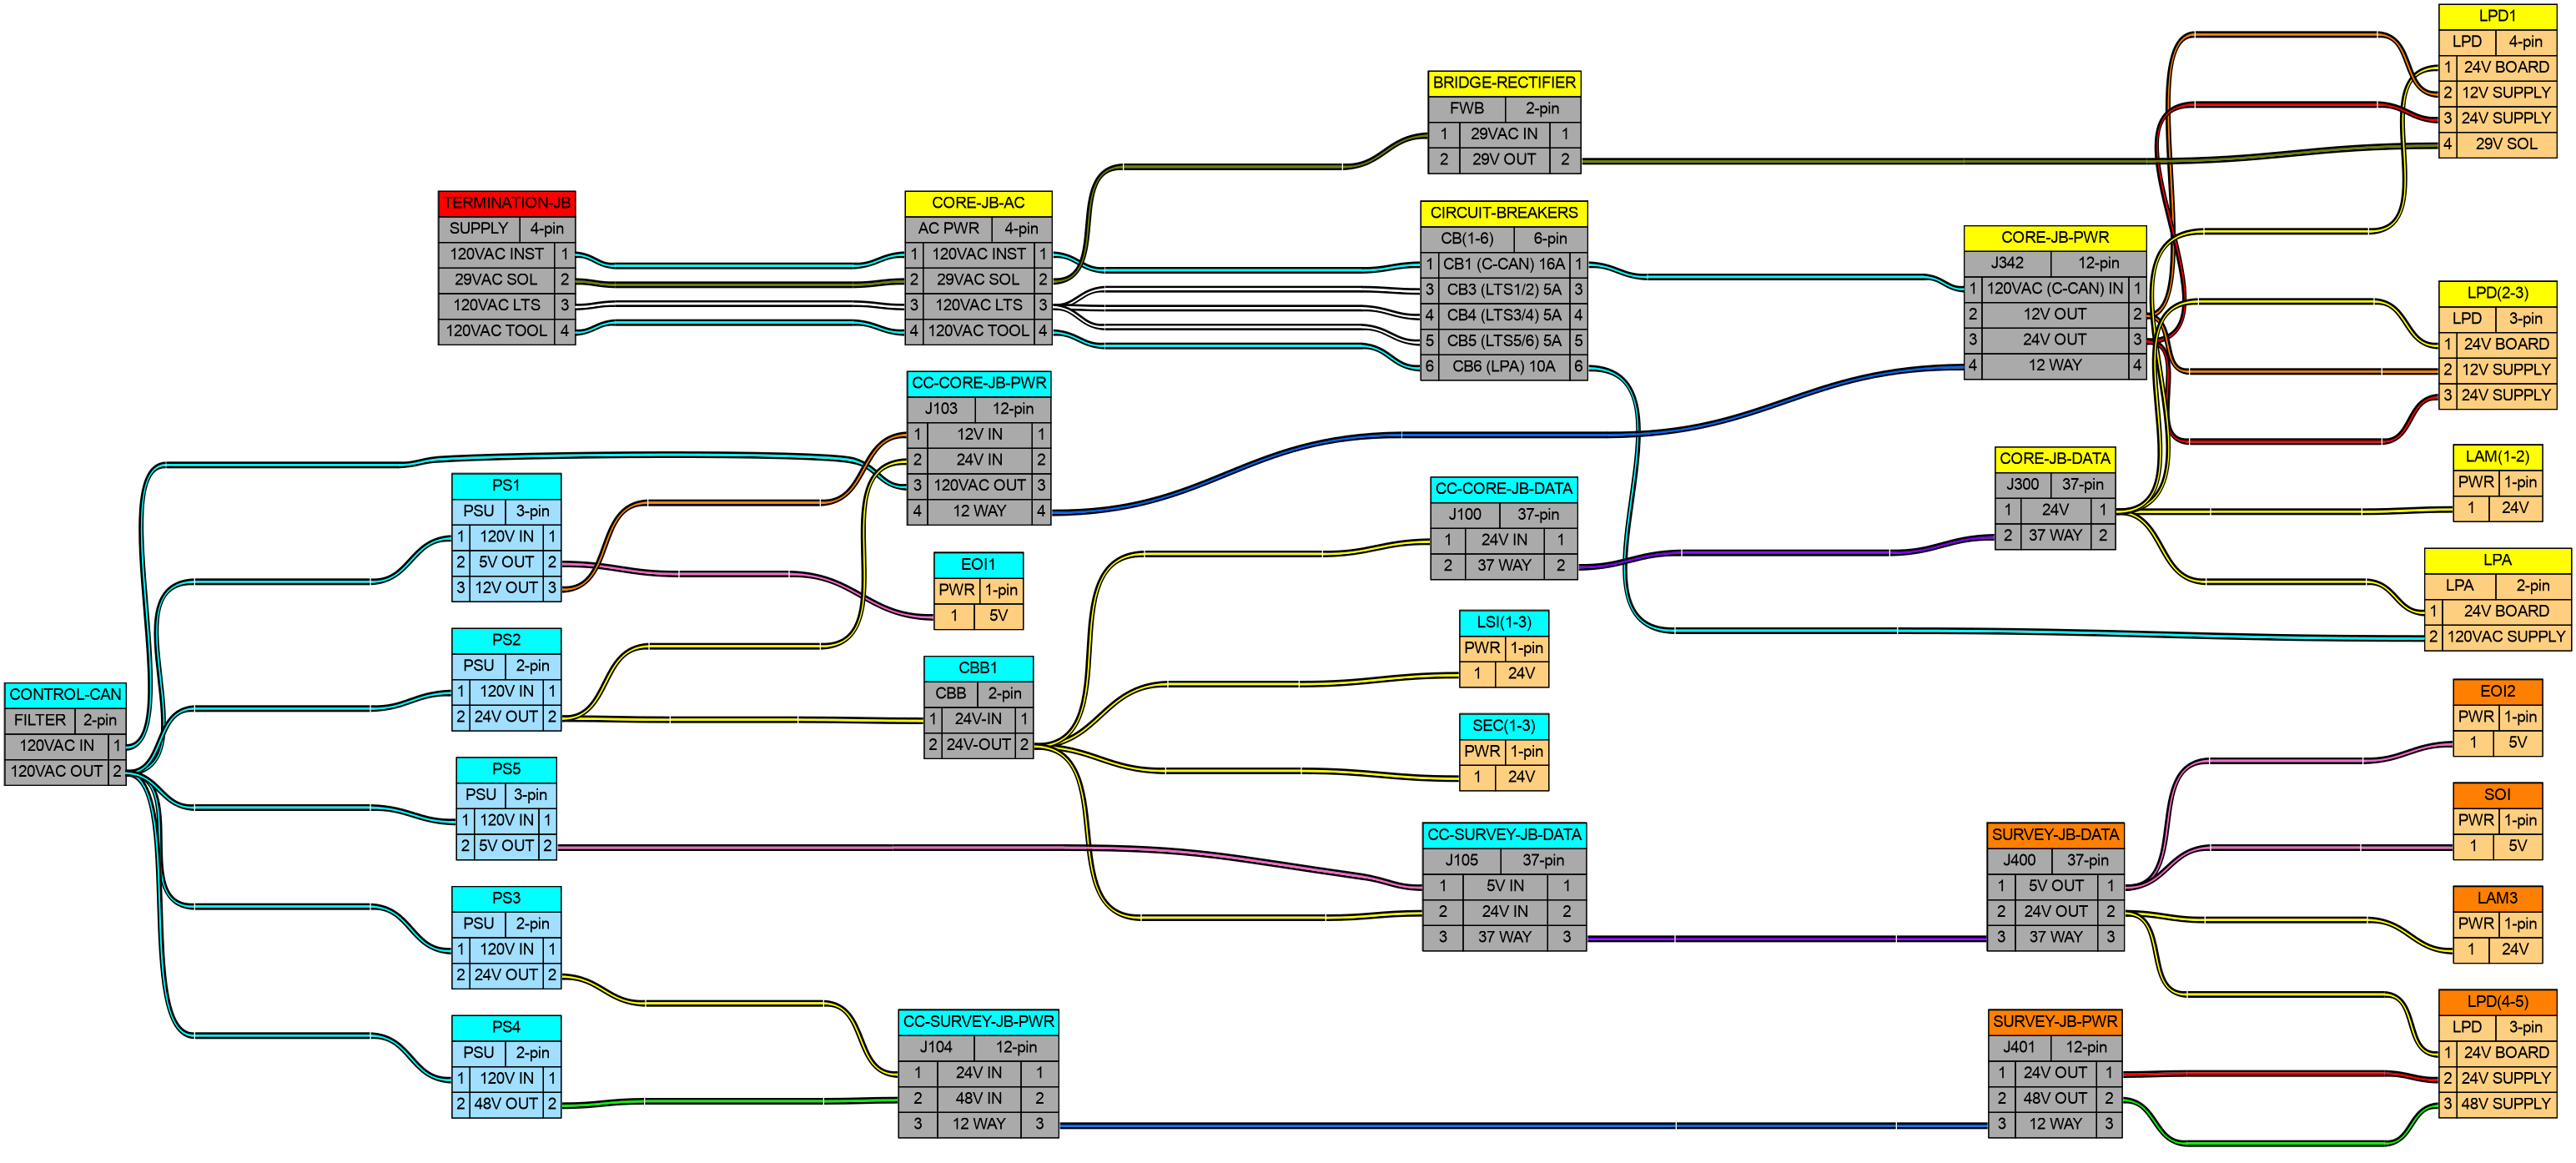 LPD1
LPD 4-pin
1 24V BOARD
2 12V SUPPLY
3 24V SUPPLY
4 29V SOL
BRIDGE-RECTIFIER
FWB 2-pin
1 29VAC IN 1
2 29V OUT 2
TERMINATION-JB
SUPPLY 4-pin
120VAC INST 1
29VAC SOL 2
120VAC LTS 3
120VAC TOOL 4
CORE-JB-AC
AC PWR 4-pin
1 120VAC INST 1
2 29VAC SOL 2
3 120VAC LTS 3
4 120VAC TOOL 4
CIRCUIT-BREAKERS
CB(1-6) 6-pin
1 CB1 (C-CAN) 16A 1
3 CB3 (LTS1/2) 5A 3
4 CB4 (LTS3/4) 5A 4
5 CB5 (LTS5/6) 5A 5
6 CB6 (LPA) 10A 6
CORE-JB-PWR
J342 12-pin
1 120VAC (C-CAN) IN 1
2 12V OUT 2
3 24V OUT 3
4 12 WAY 4
LPD(2-3)
LPD 3-pin
1 24V BOARD
2 12V SUPPLY
3 24V SUPPLY
CC-CORE-JB-PWR
J103 12-pin
1 12V IN 1
2 24V IN 2
3 120VAC OUT 3
4 12 WAY 4
PS1
PSU 3-pin
1 120V IN 1
2 5V OUT 2
3 12V OUT 3
CC-CORE-JB-DATA
J100 37-pin
1 24V IN 1
2 37 WAY 2
CORE-JB-DATA
J300 37-pin
1 24V 1
2 37 WAY 2
LAM(1-2)
PWR 1-pin
1 24V
EOI1
PWR 1-pin
1 5V
LPA
LPA 2-pin
1 24V BOARD
2 120VAC SUPPLY
PS2
PSU 2-pin
1 120V IN 1
2 24V OUT 2
LSI(1-3)
PWR 1-pin
1 24V
CONTROL-CAN
FILTER 2-pin
120VAC IN 1
120VAC OUT 2
CBB1
CBB 2-pin
1 24V-IN 1
2 24V-OUT 2
SEC(1-3)
PWR 1-pin
1 24V
EOI2
PWR 1-pin
1 5V
PS5
PSU 3-pin
1 120V IN 1
2 5V OUT 2
SOI
PWR 1-pin
1 5V
CC-SURVEY-JB-DATA
J105 37-pin
1 5V IN 1
2 24V IN 2
3 37 WAY 3
SURVEY-JB-DATA
J400 37-pin
1 5V OUT 1
2 24V OUT 2
3 37 WAY 3
LAM3
PWR 1-pin
1 24V
PS3
PSU 2-pin
1 120V IN 1
2 24V OUT 2
PS4
PSU 2-pin
1 120V IN 1
2 48V OUT 2
CC-SURVEY-JB-PWR
J104 12-pin
1 24V IN 1
2 48V IN 2
3 12 WAY 3
SURVEY-JB-PWR
J401 12-pin
1 24V OUT 1
2 48V OUT 2
3 12 WAY 3
LPD(4-5)
LPD 3-pin
1 24V BOARD
2 24V SUPPLY
3 48V SUPPLY